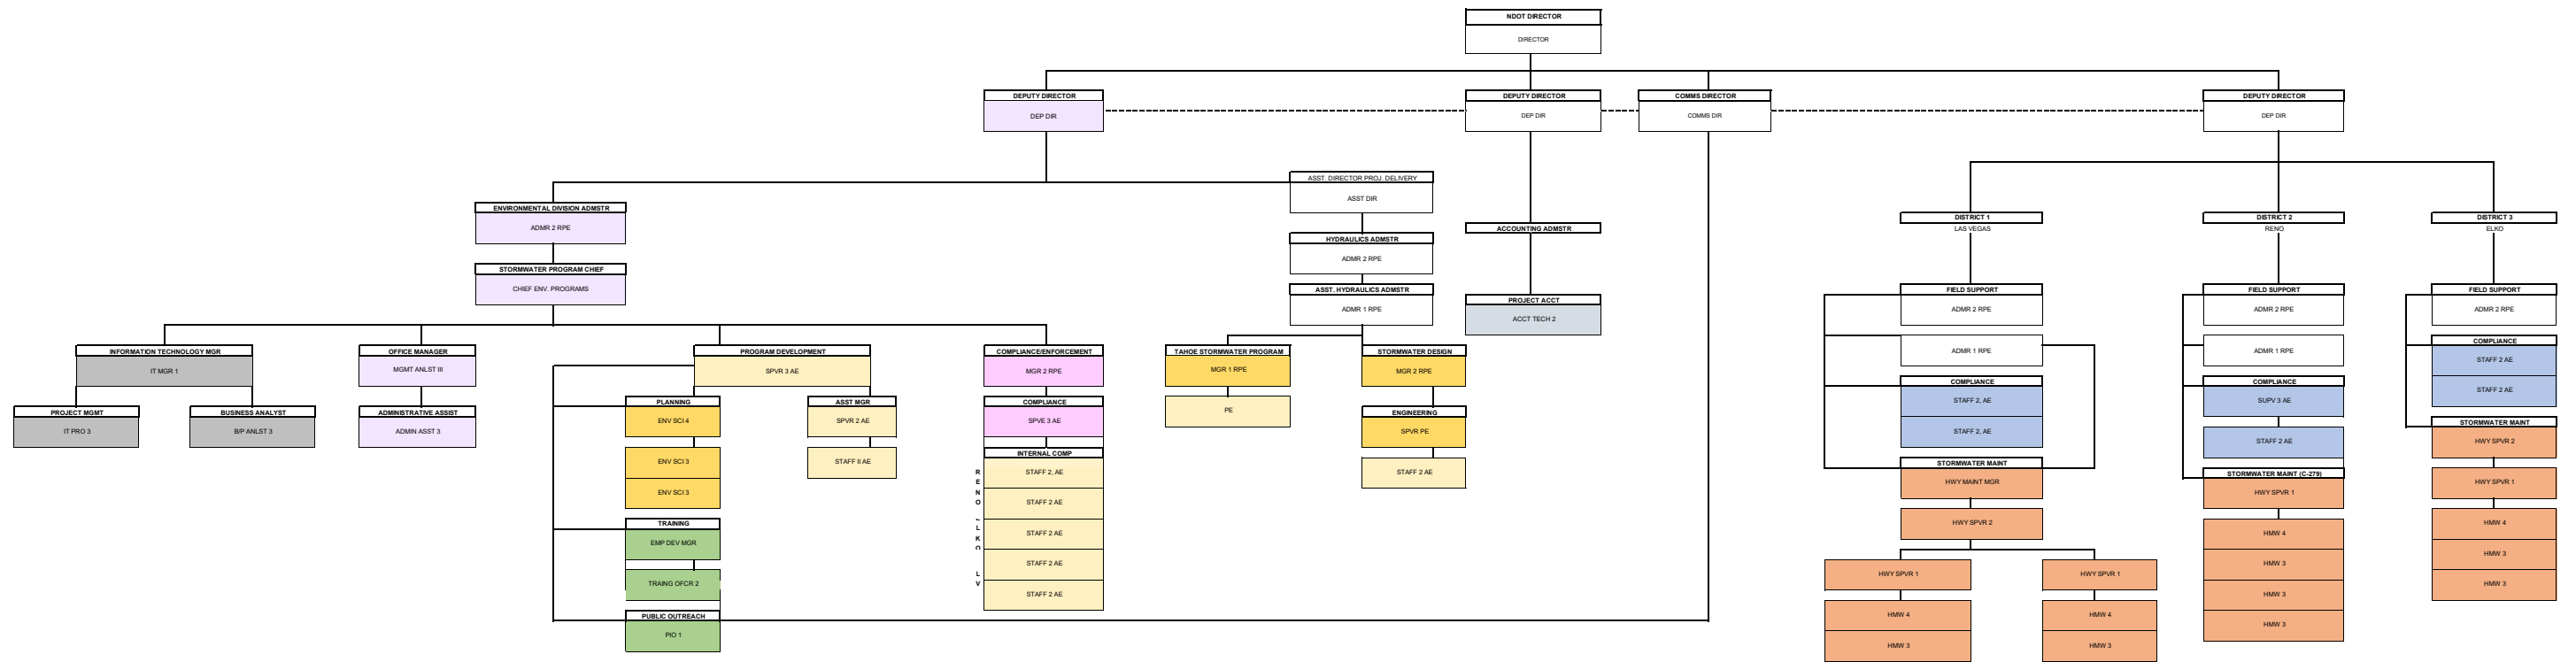 NDOT DIRECTOR
DIRECTOR
DEPUTY DIRECTOR
DEP DIR
DEPUTY DIRECTOR
DEP DIR
COMMS DIRECTOR
COMMS DIR
DEPUTY DIRECTOR
DEP DIR
ASST. DIRECTOR PROJ. DELIVERY
ASST DIR
ENVIRONMENTAL DIVISION ADMSTR
ADMR 2 RPE
STORMWATER PROGRAM CHIEF
CHIEF ENV. PROGRAMS
HYDRAULICS ADMSTR
ADMR 2 RPE
ASST. HYDRAULICS ADMSTR
ADMR 1 RPE
ACCOUNTING ADMSTR
PROJECT ACCT
ACCT TECH 2
INFORMATION TECHNOLOGY MGR
IT MGR 1
PROJECT MGMT
IT PRO 3
BUSINESS ANALYST
B/P ANLST 3
OFFICE MANAGER
MGMT ANLST III
ADMINISTRATIVE ASSIST
ADMIN ASST 3
PROGRAM DEVELOPMENT
SPVR 3 AE
PLANNING
ENV SCI 4
ENV SCI 3
ENV SCI 3
TRAINING
EMP DEV MGR
TRAING OFCR 2
PUBLIC OUTREACH
PIO 1
ASST MGR
SPVR 2 AE
STAFF II AE
COMPLIANCE/ENFORCEMENT
MGR 2 RPE
COMPLIANCE
SPVE 3 AE
INTERNAL COMP
STAFF 2, AE
STAFF 2 AE
STAFF 2 AE
STAFF 2 AE
STAFF 2 AE
RENO
LKO
LV
TAHOE STORMWATER PROGRAM
MGR 1 RPE
PE
STORMWATER DESIGN
MGR 2 RPE
ENGINEERING
SPVR PE
STAFF 2 AE
DISTRICT 1
LAS VEGAS
FIELD SUPPORT
ADMR 2 RPE
ADMR 1 RPE
COMPLIANCE
STAFF 2, AE
STAFF 2, AE
STORMWATER MAINT
HWY MAINT MGR
HWY SPVR 2
HWY SPVR 1
HMW 4
HMW 3
HWY SPVR 1
HMW 4
HMW 3
DISTRICT 2
RENO
FIELD SUPPORT
ADMR 2 RPE
ADMR 1 RPE
COMPLIANCE
SUPV 3 AE
STAFF 2 AE
STORMWATER MAINT (C-279)
HWY SPVR 1
HMW 4
HMW 3
HMW 3
HMW 3
DISTRICT 3
ELKO
FIELD SUPPORT
ADMR 2 RPE
COMPLIANCE
STAFF 2 AE
STAFF 2 AE
STORMWATER MAINT
HWY SPVR 2
HWY SPVR 1
HMW 4
HMW 3
HMW 3